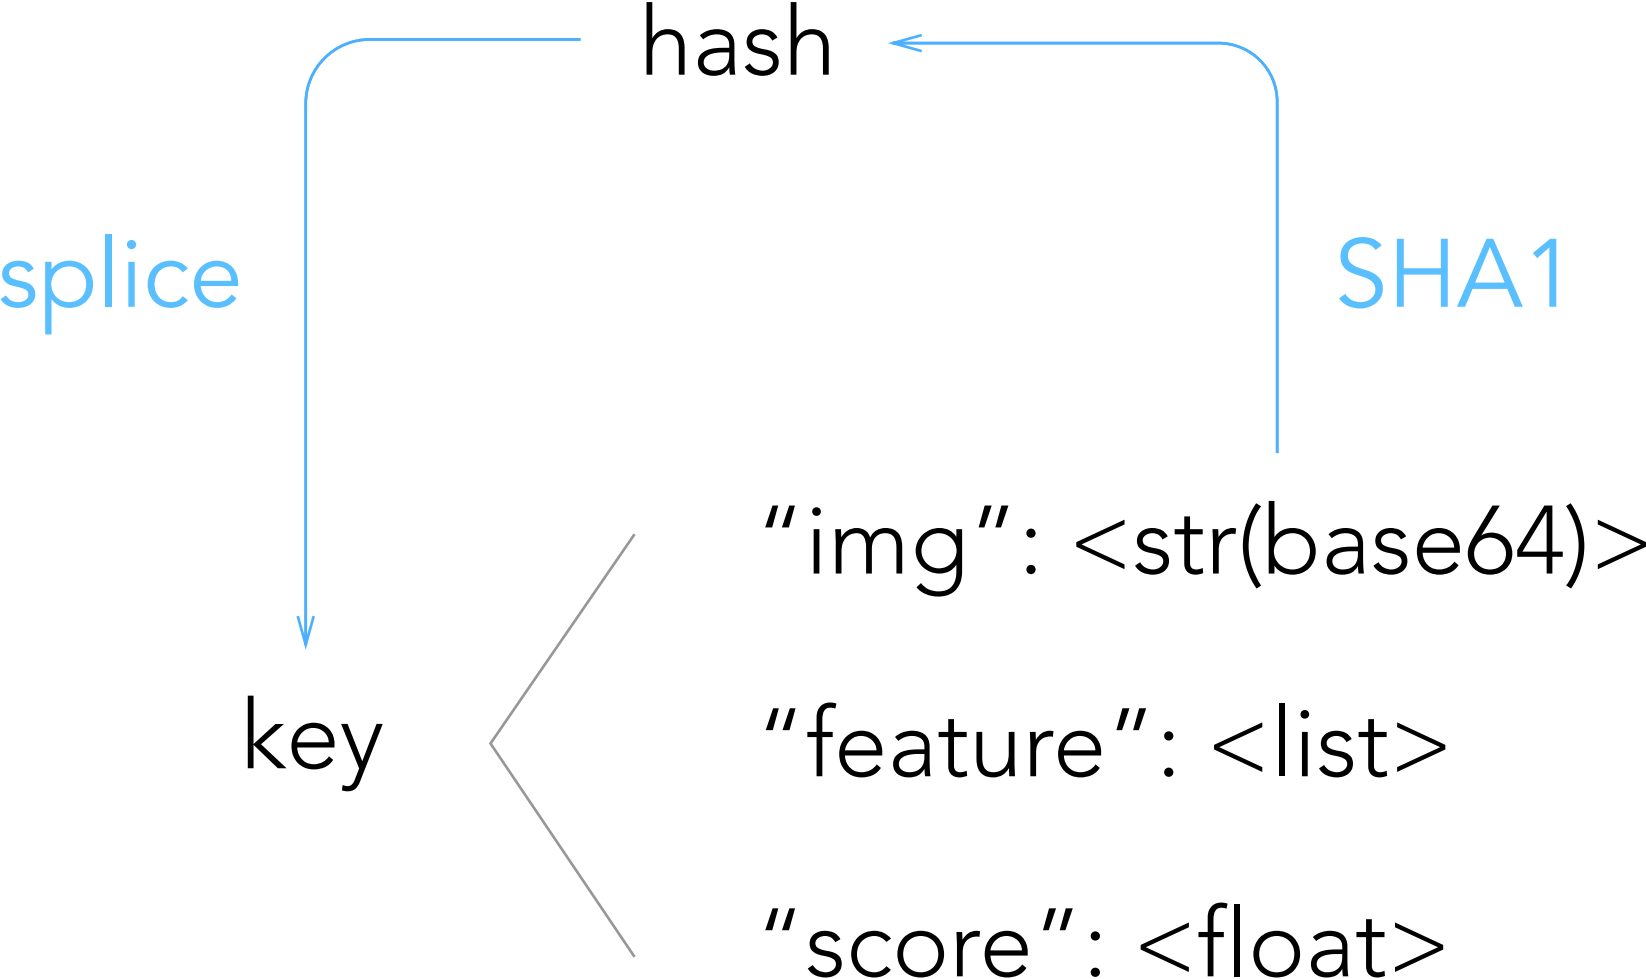 hash
splice
SHA1
“img”: <str(base64)>
key
“feature”: <list>
“score”: <float>